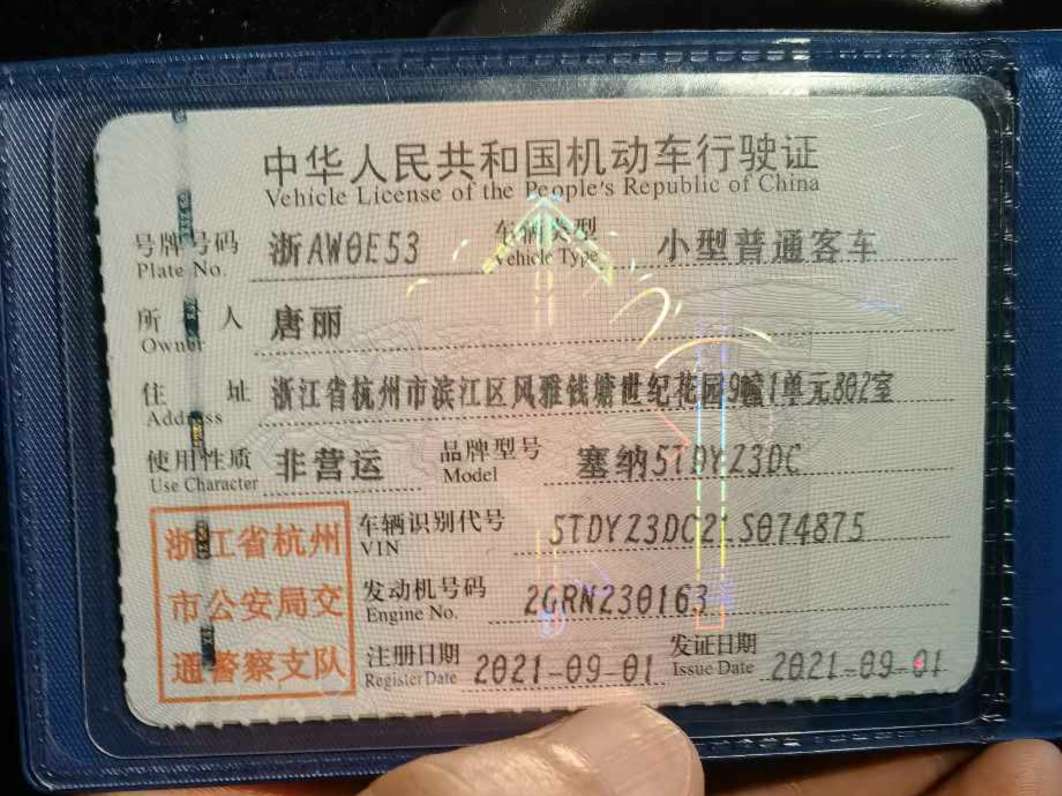 中华人民共和国机动车行驶证
Vehicle License of the People's Republic of China
号牌号码 浙AW0E53 车辆类型 小型普通客车
Plate No. Vehicle Type
所有人 唐丽
Owner
住址 浙江省杭州市滨江区风雅钱塘世纪花园9幢1单元802室
Address
使用性质 非营运 品牌型号 塞纳5TDYZ3DC
Use Character Model
浙江省杭州
市公安局交
通警察支队
车辆识别代号 5TDYZ3DC2LS074875
VIN
发动机号码 2GRN230163
Engine No.
注册日期 2021-09-01 发证日期 2021-09-01
Register Date Issue Date